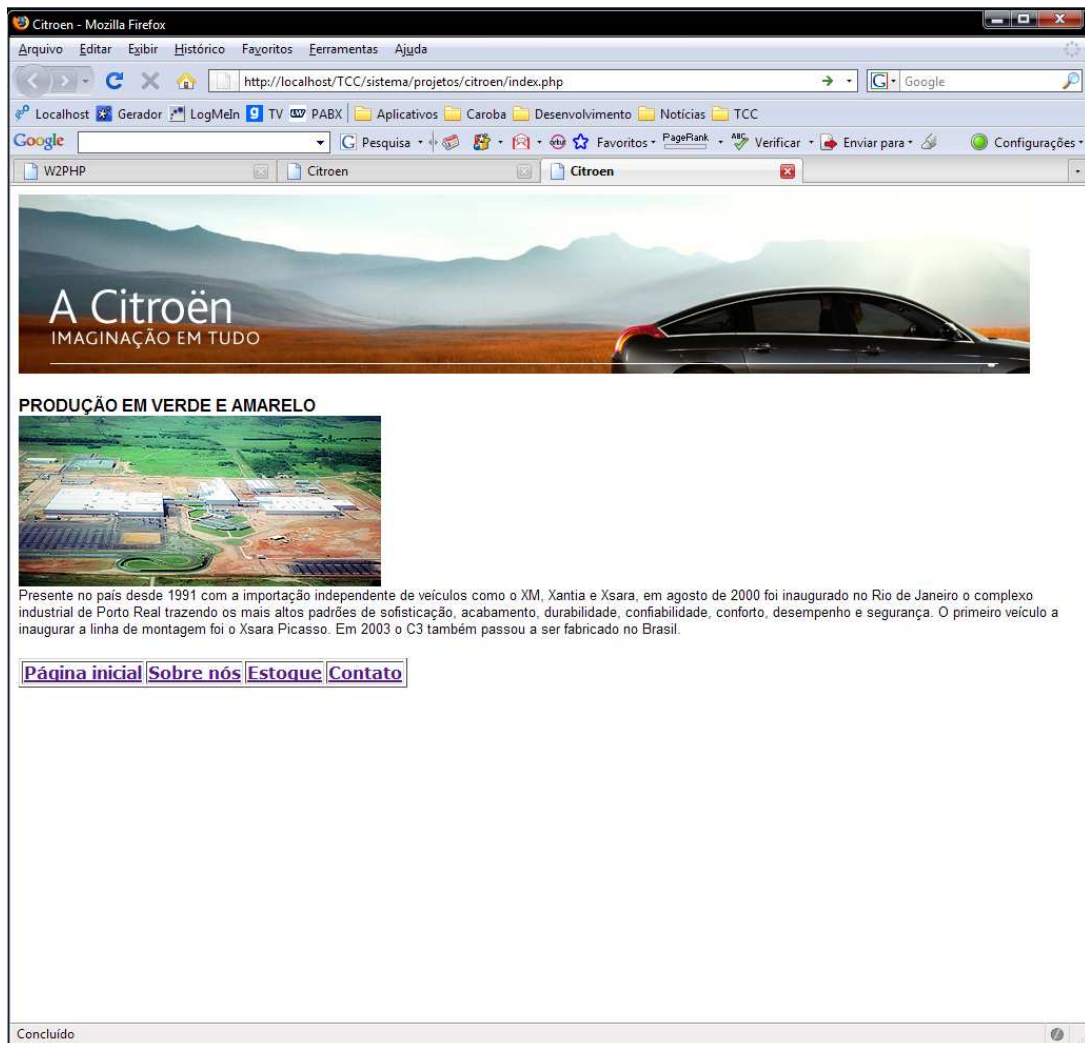 Citroen - Mozilla Firefox
Arquivo Editar Exibir Histórico Favoritos Ferramentas Ajuda
http://localhost/TCC/sistema/projetos/citroen/index.php G Google
Localhost Gerador LogMeIn TV PABX Aplicativos Caroba Desenvolvimento Notícias TCC
Google G Pesquisa Favoritos PageRank ABC Verificar Enviar para Configurações
W2PHP Citroen Citroen
A Citroën
IMAGINAÇÃO EM TUDO
PRODUÇÃO EM VERDE E AMARELO
Presente no país desde 1991 com a importação independente de veículos como o XM, Xantia e Xsara, em agosto de 2000 foi inaugurado no Rio de Janeiro o complexo
industrial de Porto Real trazendo os mais altos padrões de sofisticação, acabamento, durabilidade, confiabilidade, conforto, desempenho e segurança. O primeiro veículo a
inaugurar a linha de montagem foi o Xsara Picasso. Em 2003 o C3 também passou a ser fabricado no Brasil.
Página inicial Sobre nós Estoque Contato
Concluído